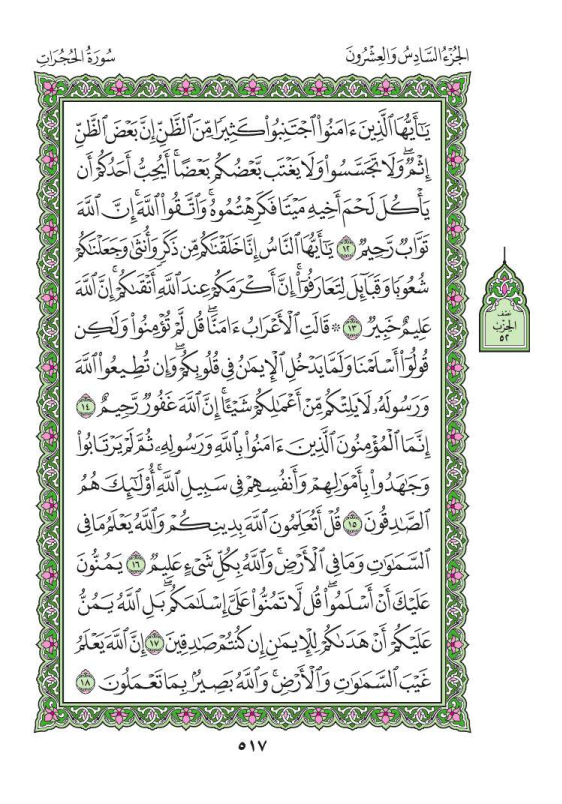 الجُزْءُ السَّادِسُ وَالعِشْرُونَ
سُورَةُ الحُجُرَاتِ
يَٰٓأَيُّهَا ٱلَّذِينَ ءَامَنُواْ ٱجۡتَنِبُواْ كَثِيرٗا مِّنَ ٱلظَّنِّ إِنَّ بَعۡضَ ٱلظَّنِّ
إِثۡمٞۖ وَلَا تَجَسَّسُواْ وَلَا يَغۡتَب بَّعۡضُكُم بَعۡضًاۚ أَيُحِبُّ أَحَدُكُمۡ أَن
يَأۡكُلَ لَحۡمَ أَخِيهِ مَيۡتٗا فَكَرِهۡتُمُوهُۚ وَٱتَّقُواْ ٱللَّهَۚ إِنَّ ٱللَّهَ
تَوَّابٞ رَّحِيمٞ ١٢ يَٰٓأَيُّهَا ٱلنَّاسُ إِنَّا خَلَقۡنَٰكُم مِّن ذَكَرٖ وَأُنثَىٰ وَجَعَلۡنَٰكُمۡ
شُعُوبٗا وَقَبَآئِلَ لِتَعَارَفُوٓاْۚ إِنَّ أَكۡرَمَكُمۡ عِندَ ٱللَّهِ أَتۡقَىٰكُمۡۚ إِنَّ ٱللَّهَ
عَلِيمٌ خَبِيرٞ ١٣ ۞ قَالَتِ ٱلۡأَعۡرَابُ ءَامَنَّاۖ قُل لَّمۡ تُؤۡمِنُواْ وَلَٰكِن
قُولُوٓاْ أَسۡلَمۡنَا وَلَمَّا يَدۡخُلِ ٱلۡإِيمَٰنُ فِي قُلُوبِكُمۡۖ وَإِن تُطِيعُواْ ٱللَّهَ
وَرَسُولَهُۥ لَا يَلِتۡكُم مِّنۡ أَعۡمَٰلِكُمۡ شَيۡـًٔاۚ إِنَّ ٱللَّهَ غَفُورٞ رَّحِيمٌ ١٤
إِنَّمَا ٱلۡمُؤۡمِنُونَ ٱلَّذِينَ ءَامَنُواْ بِٱللَّهِ وَرَسُولِهِۦ ثُمَّ لَمۡ يَرۡتَابُواْ
وَجَٰهَدُواْ بِأَمۡوَٰلِهِمۡ وَأَنفُسِهِمۡ فِي سَبِيلِ ٱللَّهِۚ أُوْلَٰٓئِكَ هُمُ
ٱلصَّٰدِقُونَ ١٥ قُلۡ أَتُعَلِّمُونَ ٱللَّهَ بِدِينِكُمۡ وَٱللَّهُ يَعۡلَمُ مَا فِي
ٱلسَّمَٰوَٰتِ وَمَا فِي ٱلۡأَرۡضِۚ وَٱللَّهُ بِكُلِّ شَيۡءٍ عَلِيمٞ ١٦ يَمُنُّونَ
عَلَيۡكَ أَنۡ أَسۡلَمُواْۖ قُل لَّا تَمُنُّواْ عَلَيَّ إِسۡلَٰمَكُمۖ بَلِ ٱللَّهُ يَمُنُّ
عَلَيۡكُمۡ أَنۡ هَدَىٰكُمۡ لِلۡإِيمَٰنِ إِن كُنتُمۡ صَٰدِقِينَ ١٧ إِنَّ ٱللَّهَ يَعۡلَمُ
غَيۡبَ ٱلسَّمَٰوَٰتِ وَٱلۡأَرۡضِۚ وَٱللَّهُ بَصِيرُۢ بِمَا تَعۡمَلُونَ ١٨
نصف
الحزب
٥٢
٥١٧